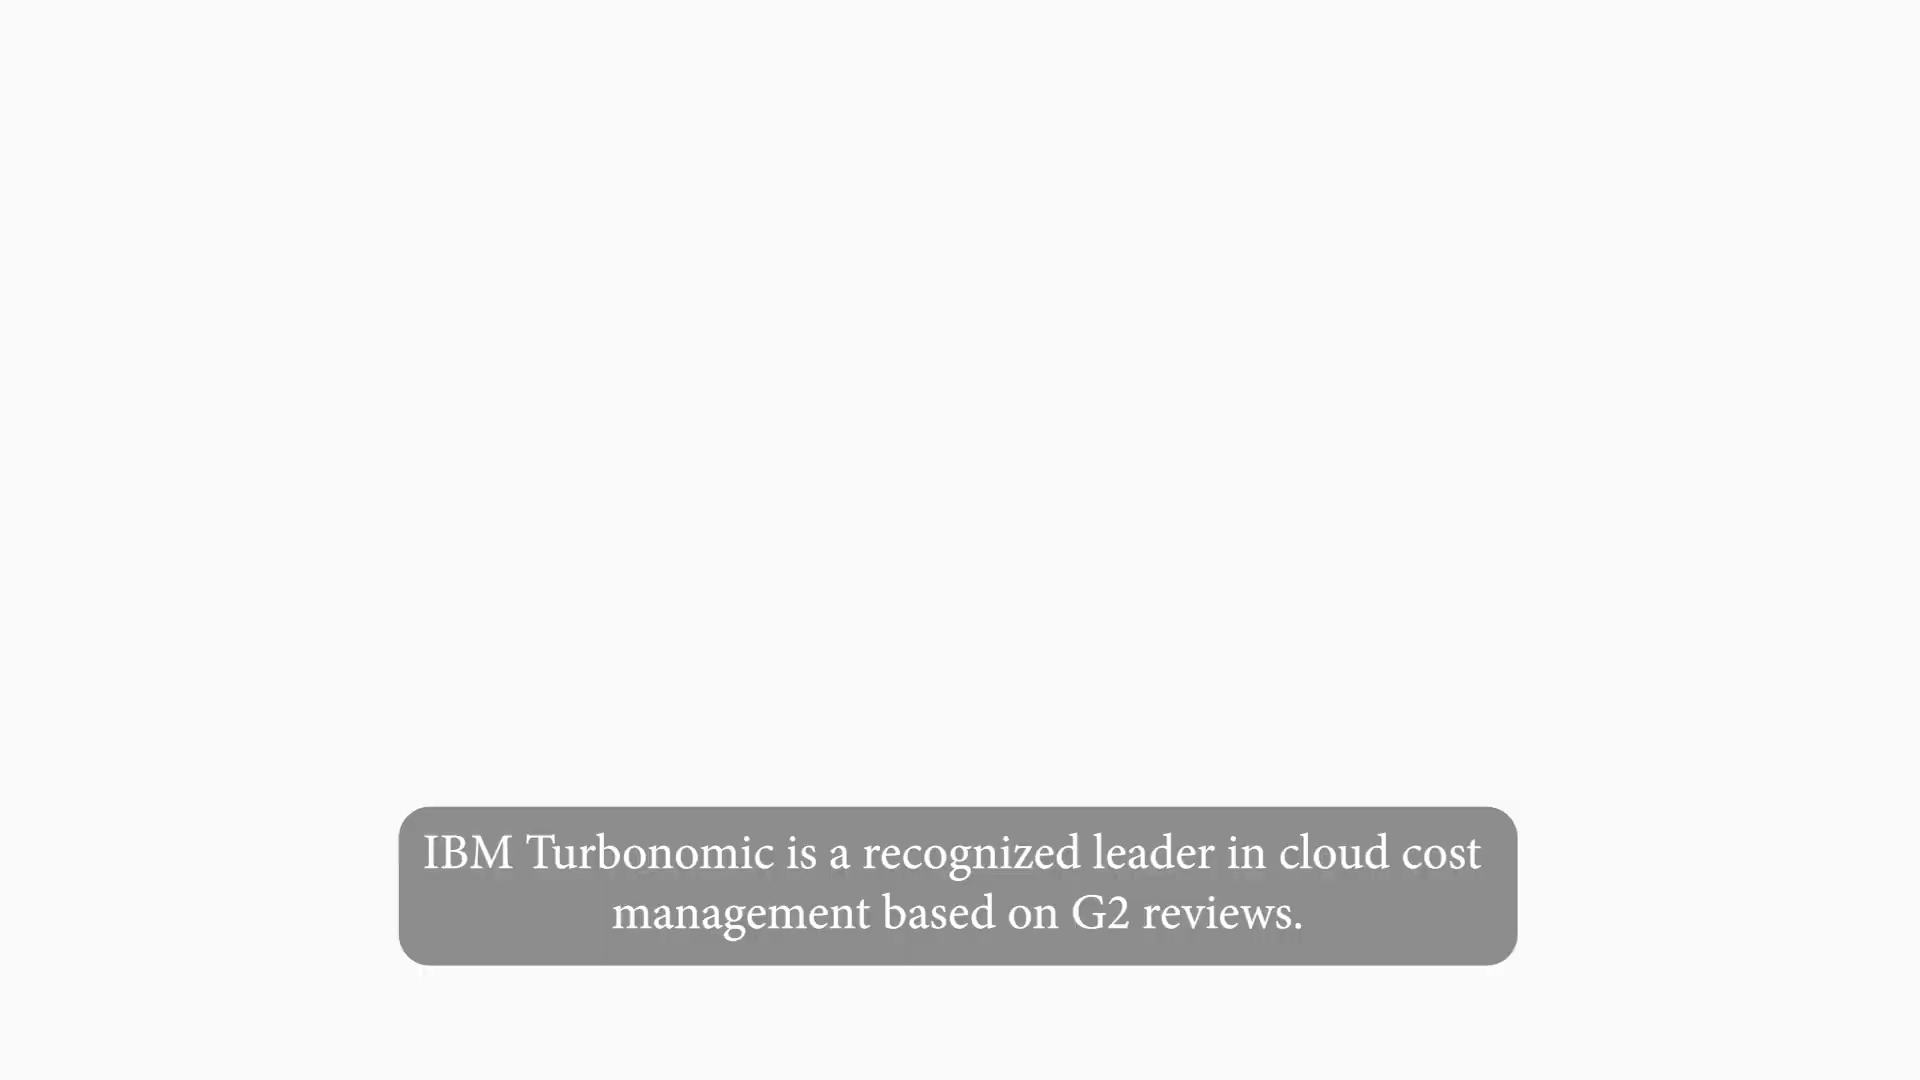 IBM Turbonomic is a recognized leader in cloud cost
management based on G2 reviews.